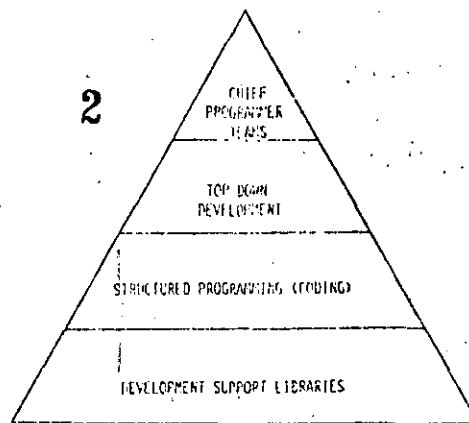 2
CHIEF
PROGRAMMER
TEAMS
TOP DOWN
DEVELOPMENT
STRUCTURED PROGRAMMING (CODING)
DEVELOPMENT SUPPORT LIBRARIES